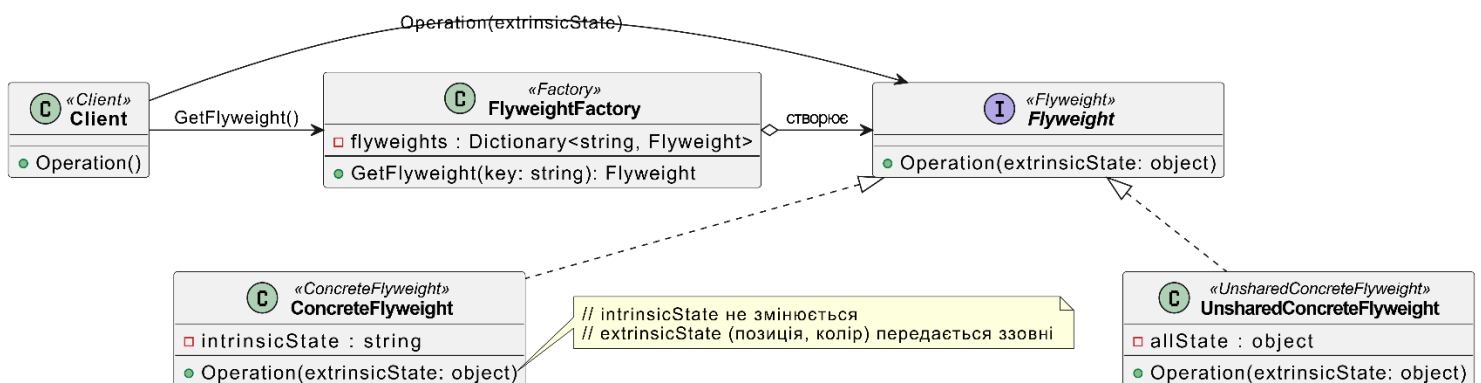 Operation(extrinsicState)
C «Client»
Client
Operation()
GetFlyweight()
C «Factory»
FlyweightFactory
flyweights : Dictionary<string, Flyweight>
GetFlyweight(key: string): Flyweight
створює
I «Flyweight»
Flyweight
Operation(extrinsicState: object)
C «ConcreteFlyweight»
ConcreteFlyweight
intrinsicState : string
Operation(extrinsicState: object)
// intrinsicState не змінюється
// extrinsicState (позиція, колір) передається ззовні
C «UnsharedConcreteFlyweight»
UnsharedConcreteFlyweight
allState : object
Operation(extrinsicState: object)